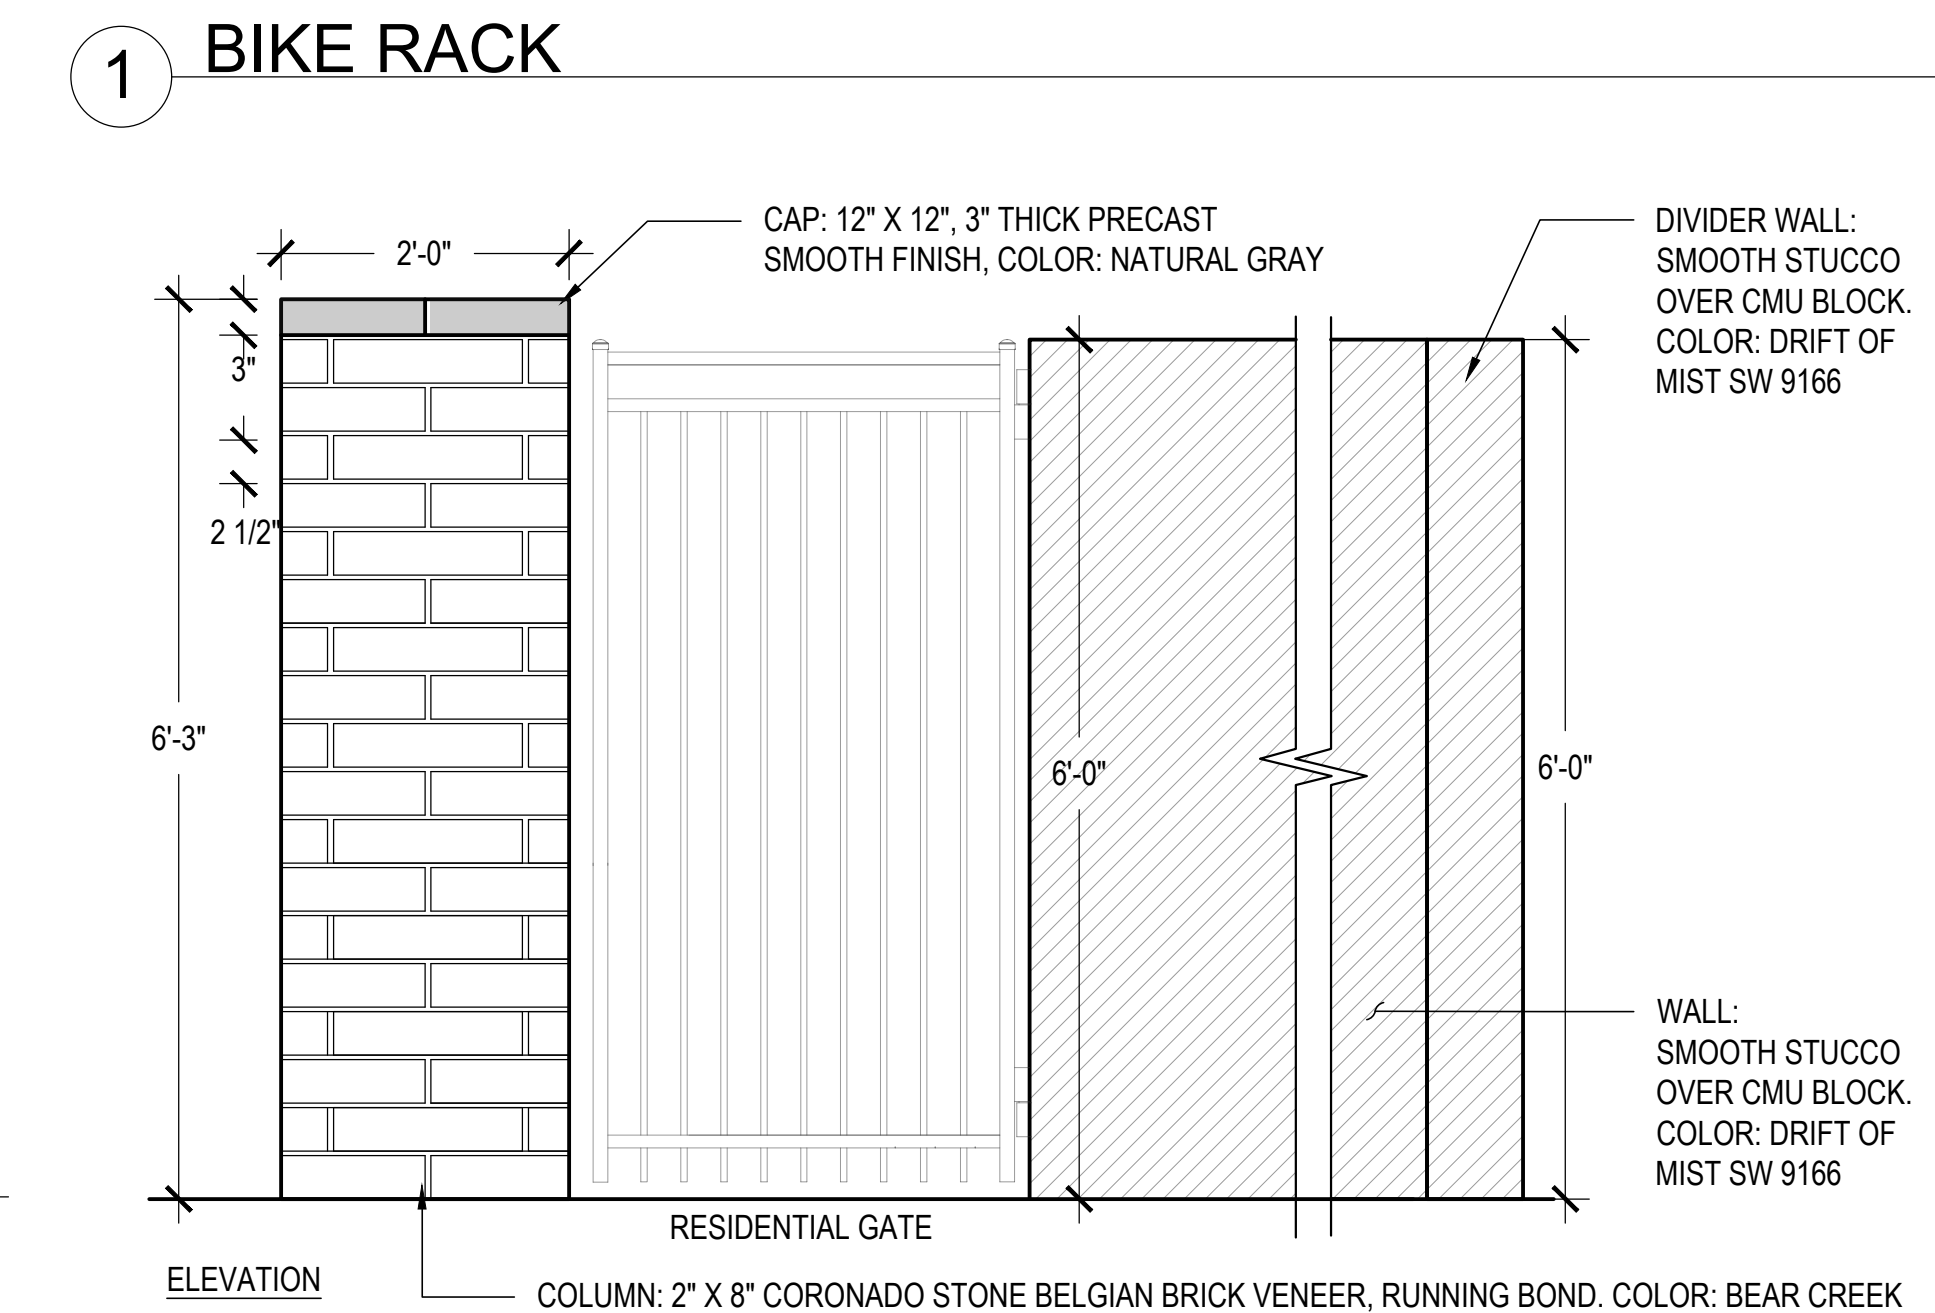 1 BIKE RACK
CAP: 12" X 12", 3" THICK PRECAST
SMOOTH FINISH, COLOR: NATURAL GRAY
DIVIDER WALL:
SMOOTH STUCCO
OVER CMU BLOCK.
COLOR: DRIFT OF
MIST SW 9166
2'-0"
3"
2 1/2"
6'-3"
6'-0"
6'-0"
WALL:
SMOOTH STUCCO
OVER CMU BLOCK.
COLOR: DRIFT OF
MIST SW 9166
RESIDENTIAL GATE
ELEVATION
COLUMN: 2" X 8" CORONADO STONE BELGIAN BRICK VENEER, RUNNING BOND. COLOR: BEAR CREEK